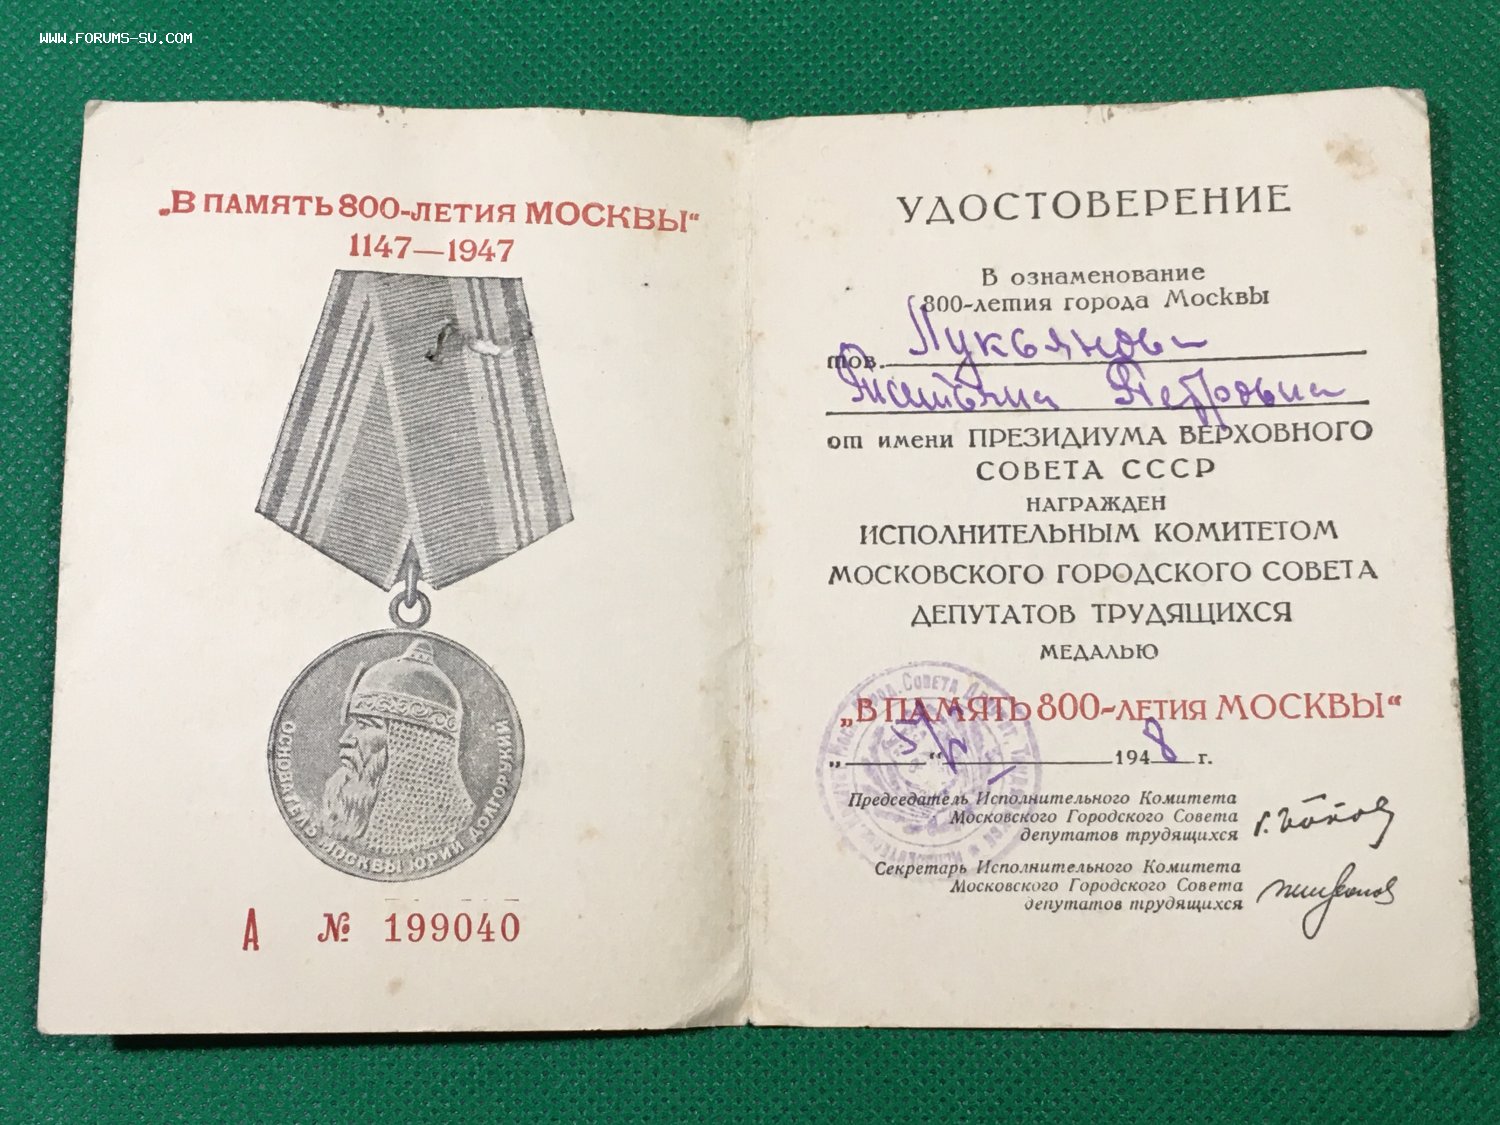 WWW.FORUMS-SU.COM
„В ПАМЯТЬ 800-ЛЕТИЯ МОСКВЫ“
1147—1947
ОСНОВАТЕЛЬ МОСКВЫ ЮРИЙ ДОЛГОРУКИЙ
А № 199040
УДОСТОВЕРЕНИЕ
В ознаменование
800-летия города Москвы
тов. Лукьянова
Татьяна Петровна
от имени ПРЕЗИДИУМА ВЕРХОВНОГО
СОВЕТА СССР
НАГРАЖДЕН
ИСПОЛНИТЕЛЬНЫМ КОМИТЕТОМ
МОСКОВСКОГО ГОРОДСКОГО СОВЕТА
ДЕПУТАТОВ ТРУДЯЩИХСЯ
МЕДАЛЬЮ
„В ПАМЯТЬ 800-ЛЕТИЯ МОСКВЫ“
„ “ 1948 г.
Председатель Исполнительного Комитета
Московского Городского Совета
депутатов трудящихся
Г. Попов
Секретарь Исполнительного Комитета
Московского Городского Совета
депутатов трудящихся